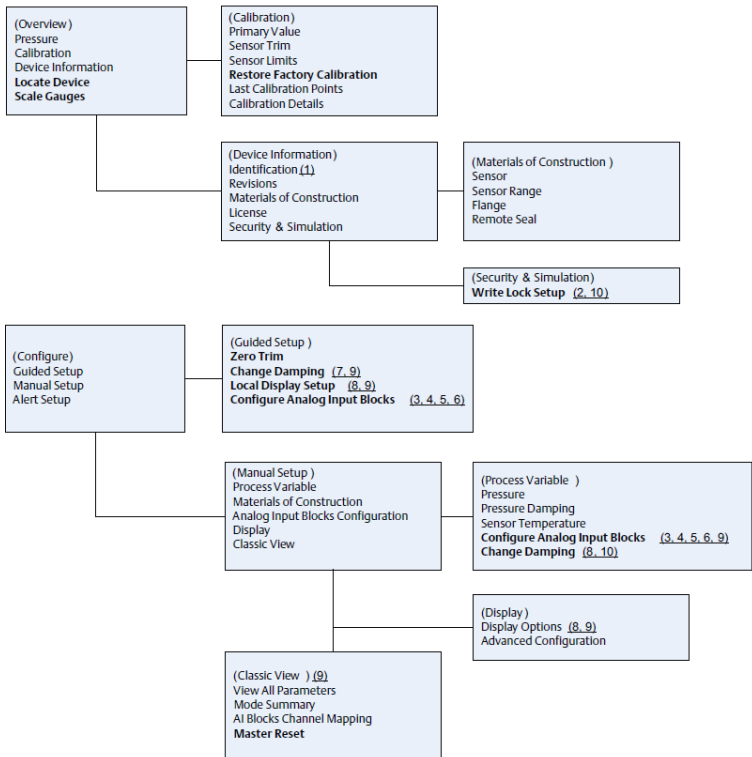 (Overview)
Pressure
Calibration
Device Information
Locate Device
Scale Gauges
(Calibration)
Primary Value
Sensor Trim
Sensor Limits
Restore Factory Calibration
Last Calibration Points
Calibration Details
(Device Information)
Identification (1)
Revisions
Materials of Construction
License
Security & Simulation
(Materials of Construction )
Sensor
Sensor Range
Flange
Remote Seal
(Security & Simulation)
Write Lock Setup (2, 10)
(Configure)
Guided Setup
Manual Setup
Alert Setup
(Guided Setup )
Zero Trim
Change Damping (7, 9)
Local Display Setup (8, 9)
Configure Analog Input Blocks (3, 4, 5, 6)
(Manual Setup )
Process Variable
Materials of Construction
Analog Input Blocks Configuration
Display
Classic View
(Process Variable )
Pressure
Pressure Damping
Sensor Temperature
Configure Analog Input Blocks (3, 4, 5, 6, 9)
Change Damping (8, 10)
(Display)
Display Options (8, 9)
Advanced Configuration
(Classic View ) (9)
View All Parameters
Mode Summary
AI Blocks Channel Mapping
Master Reset